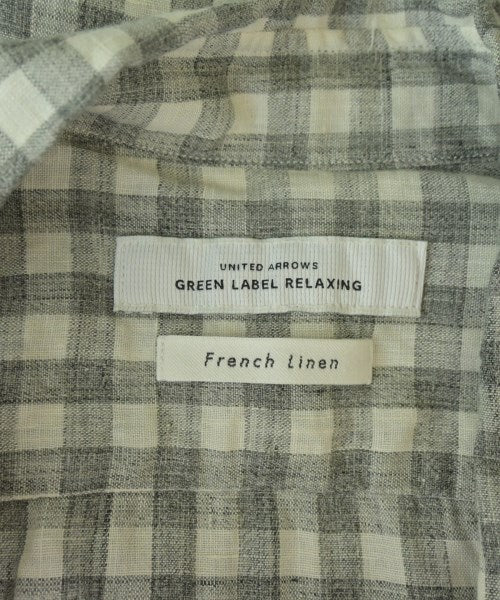 UNITED ARROWS
GREEN LABEL RELAXING
French Linen